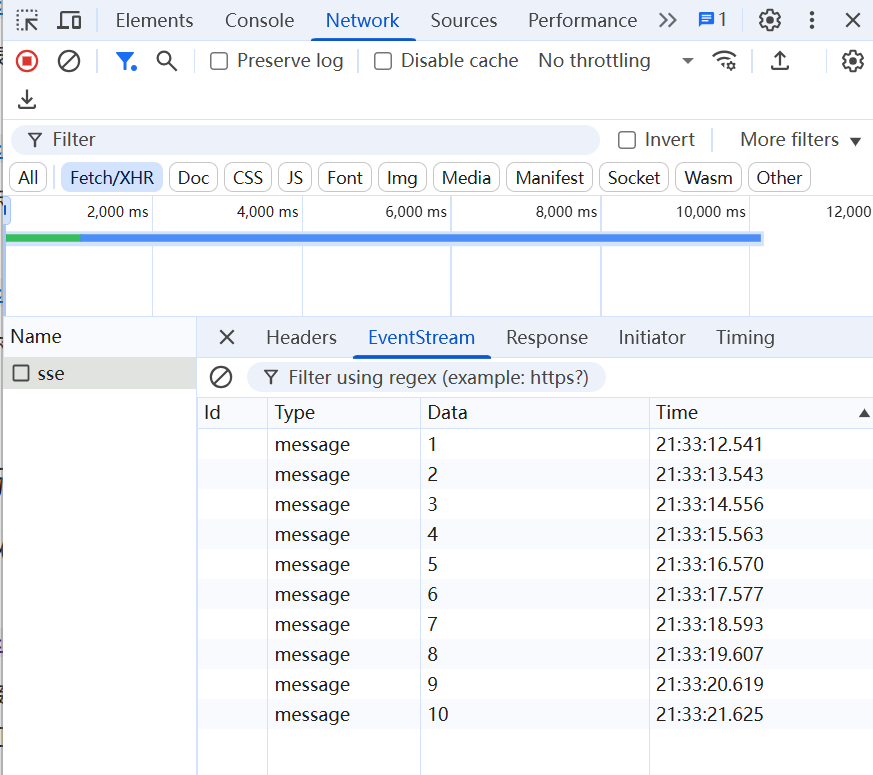 Elements Console Network Sources Performance 1
Preserve log Disable cache No throttling
Filter Invert More filters
All Fetch/XHR Doc CSS JS Font Img Media Manifest Socket Wasm Other
2,000 ms 4,000 ms 6,000 ms 8,000 ms 10,000 ms 12,000
Name Headers EventStream Response Initiator Timing
sse Filter using regex (example: https?)
Id Type Data Time
message 1 21:33:12.541
message 2 21:33:13.543
message 3 21:33:14.556
message 4 21:33:15.563
message 5 21:33:16.570
message 6 21:33:17.577
message 7 21:33:18.593
message 8 21:33:19.607
message 9 21:33:20.619
message 10 21:33:21.625